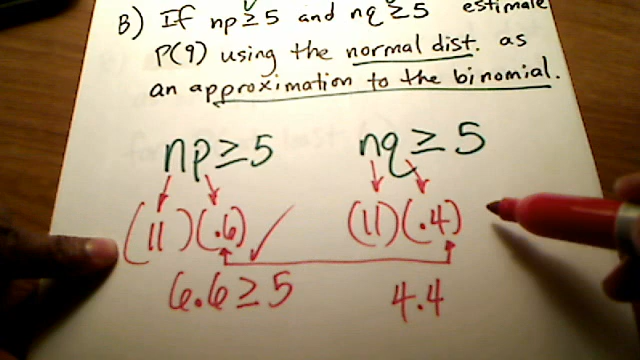 B) If np ≥ 5 and nq ≥ 5 estimate
P(9) using the normal dist. as
an approximation to the binomial.
np ≥ 5 nq ≥ 5
(11)(.6) ✓ (11)(.4)
6.6 ≥ 5 4.4